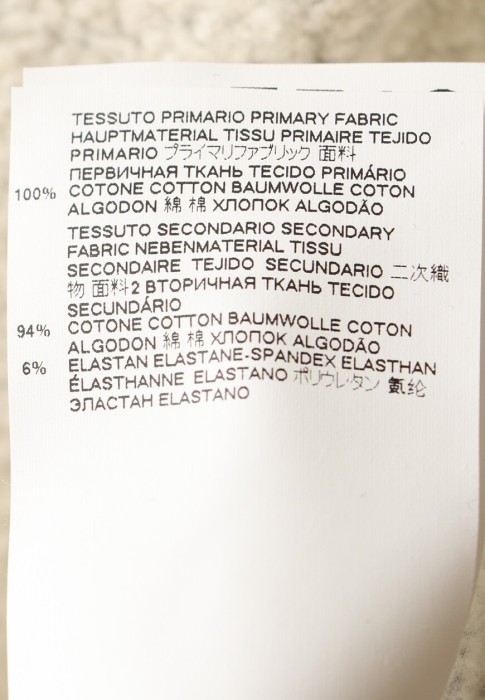 TESSUTO PRIMARIO PRIMARY FABRIC
HAUPTMATERIAL TISSU PRIMAIRE TEJIDO
PRIMARIO プライマリファブリック 面料
ПЕРВИЧНАЯ ТКАНЬ TECIDO PRIMÁRIO
100% COTONE COTTON BAUMWOLLE COTON
ALGODON 綿 棉 ХЛОПОК ALGODÃO
TESSUTO SECONDARIO SECONDARY
FABRIC NEBENMATERIAL TISSU
SECONDAIRE TEJIDO SECUNDARIO 二次織
物 面料2 ВТОРИЧНАЯ ТКАНЬ TECIDO
SECUNDÁRIO
94% COTONE COTTON BAUMWOLLE COTON
ALGODON 綿 棉 ХЛОПОК ALGODÃO
6% ELASTAN ELASTANE-SPANDEX ELASTHAN
ÉLASTHANNE ELASTANO ポリウレタン 氨纶
ЭЛАСТАН ELASTANO